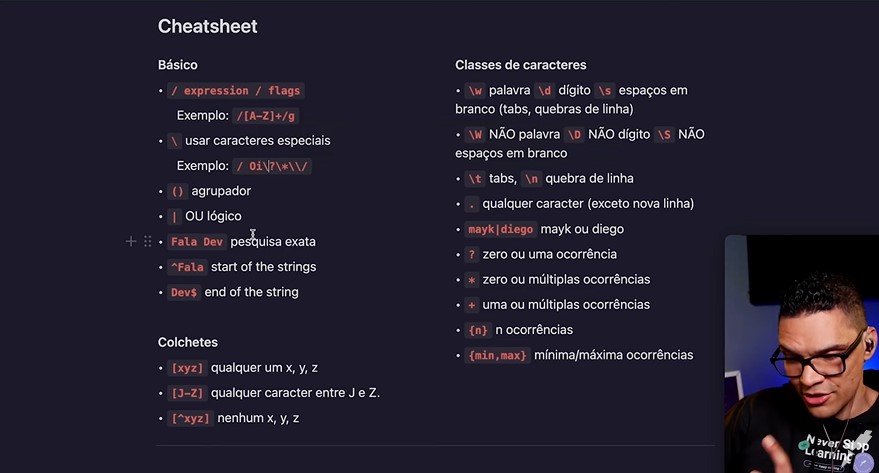 Cheatsheet
Básico
• / expression / flags
Exemplo: /[A-Z]+/g
• \ usar caracteres especiais
Exemplo: / Oi\?\*\\/
• () agrupador
• | OU lógico
• Fala Dev pesquisa exata
• ^Fala start of the strings
• Dev$ end of the string
Colchetes
• [xyz] qualquer um x, y, z
• [J-Z] qualquer caracter entre J e Z.
• [^xyz] nenhum x, y, z
Classes de caracteres
• \w palavra \d dígito \s espaços em
branco (tabs, quebras de linha)
• \W NÃO palavra \D NÃO dígito \S NÃO
espaços em branco
• \t tabs, \n quebra de linha
• . qualquer caracter (exceto nova linha)
• mayk|diego mayk ou diego
• ? zero ou uma ocorrência
• * zero ou múltiplas ocorrências
• + uma ou múltiplas ocorrências
• {n} n ocorrências
• {min,max} mínima/máxima ocorrências
Never Stop
Learning